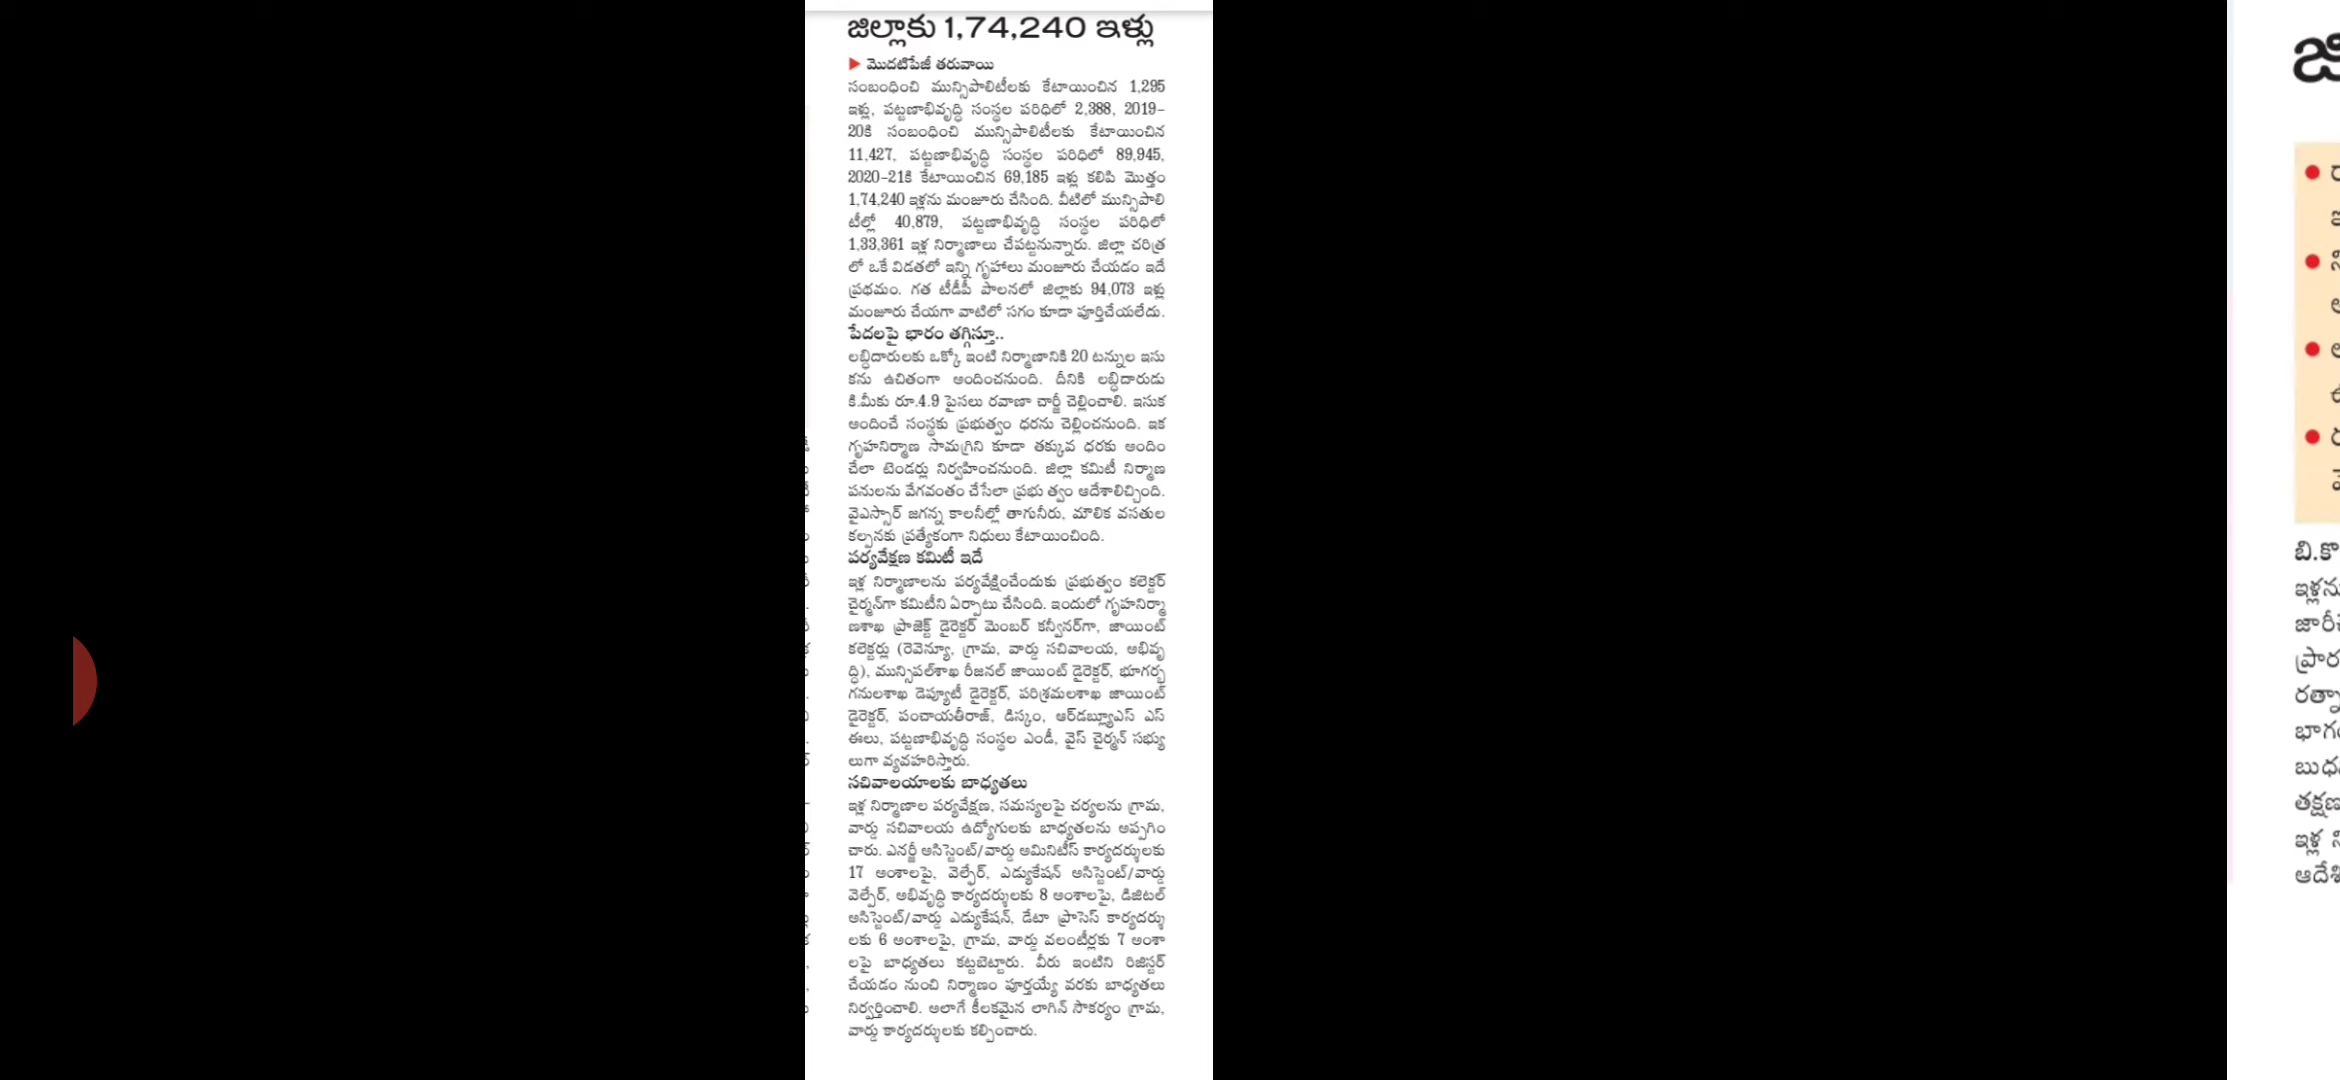 జిల్లాకు 1,74,240 ఇళ్లు
మొదటిపేజీ తరువాయి
సంబంధించి మున్సిపాలిటీలకు కేటాయించిన 1,295
ఇళ్లు, పట్టణాభివృద్ధి సంస్థల పరిధిలో 2,388, 2019-
20కి సంబంధించి మున్సిపాలిటీలకు కేటాయించిన
11,427, పట్టణాభివృద్ధి సంస్థల పరిధిలో 89,945,
2020-21కి కేటాయించిన 69,185 ఇళ్లు కలిపి మొత్తం
1,74,240 ఇళ్లను మంజూరు చేసింది. వీటిలో మున్సిపాలి
టీల్లో 40,879, పట్టణాభివృద్ధి సంస్థల పరిధిలో
1,33,361 ఇళ్ల నిర్మాణాలు చేపట్టనున్నారు. జిల్లా చరిత్ర
లో ఒకే విడతలో ఇన్ని గృహాలు మంజూరు చేయడం ఇదే
ప్రథమం. గత టీడీపీ పాలనలో జిల్లాకు 94,073 ఇళ్లు
మంజూరు చేయగా వాటిలో సగం కూడా పూర్తిచేయలేదు.
పేదలపై భారం తగ్గిస్తూ..
లబ్ధిదారులకు ఒక్కో ఇంటి నిర్మాణానికి 20 టన్నుల ఇసు
కను ఉచితంగా అందించనుంది. దీనికి లబ్ధిదారుడు
కి.మీకు రూ.4.9 పైసలు రవాణా చార్జీ చెల్లించాలి. ఇసుక
అందించే సంస్థకు ప్రభుత్వం ధరను చెల్లించనుంది. ఇక
గృహనిర్మాణ సామగ్రిని కూడా తక్కువ ధరకు అందిం
చేలా టెండర్లు నిర్వహించనుంది. జిల్లా కమిటీ నిర్మాణ
పనులను వేగవంతం చేసేలా ప్రభు త్వం ఆదేశాలిచ్చింది.
వైఎస్సార్ జగనన్న కాలనీల్లో తాగునీరు, మౌలిక వసతుల
కల్పనకు ప్రత్యేకంగా నిధులు కేటాయించింది.
పర్యవేక్షణ కమిటీ ఇదే
ఇళ్ల నిర్మాణాలను పర్యవేక్షించేందుకు ప్రభుత్వం కలెక్టర్
చైర్మన్‌గా కమిటీని ఏర్పాటు చేసింది. ఇందులో గృహనిర్మా
ణశాఖ ప్రాజెక్ట్ డైరెక్టర్ మెంబర్ కన్వీనర్‌గా, జాయింట్
కలెక్టర్లు (రెవెన్యూ, గ్రామ, వార్డు సచివాలయ, అభివృ
ద్ధి), మున్సిపల్‌శాఖ రీజనల్ జాయింట్ డైరెక్టర్, భూగర్భ
గనులశాఖ డెప్యూటీ డైరెక్టర్, పరిశ్రమలశాఖ జాయింట్
డైరెక్టర్, పంచాయతీరాజ్, డిస్కం, ఆర్‌డబ్ల్యూఎస్ ఎస్
ఈలు, పట్టణాభివృద్ధి సంస్థల ఎండీ, వైస్ చైర్మన్ సభ్యు
లుగా వ్యవహరిస్తారు.
సచివాలయాలకు బాధ్యతలు
ఇళ్ల నిర్మాణాల పర్యవేక్షణ, సమస్యలపై చర్యలను గ్రామ,
వార్డు సచివాలయ ఉద్యోగులకు బాధ్యతలను అప్పగిం
చారు. ఎనర్జీ అసిస్టెంట్/వార్డు అమినిటీస్ కార్యదర్శులకు
17 అంశాలపై, వెల్ఫేర్, ఎడ్యుకేషన్ అసిస్టెంట్/వార్డు
వెల్ఫేర్, అభివృద్ధి కార్యదర్శులకు 8 అంశాలపై, డిజిటల్
అసిస్టెంట్/వార్డు ఎడ్యుకేషన్, డేటా ప్రాసెస్ కార్యదర్శు
లకు 6 అంశాలపై, గ్రామ, వార్డు వలంటీర్లకు 7 అంశా
లపై బాధ్యతలు కట్టబెట్టారు. వీరు ఇంటిని రిజిస్టర్
చేయడం నుంచి నిర్మాణం పూర్తయ్యే వరకు బాధ్యతలు
నిర్వర్తించాలి. అలాగే కీలకమైన లాగిన్ సౌకర్యం గ్రామ,
వార్డు కార్యదర్శులకు కల్పించారు.
బి.కొ
ఇళ్లను
ప్రార
రత్నా
బుధ
తక్షణ
ఇళ్ల ని
ఆదేశి